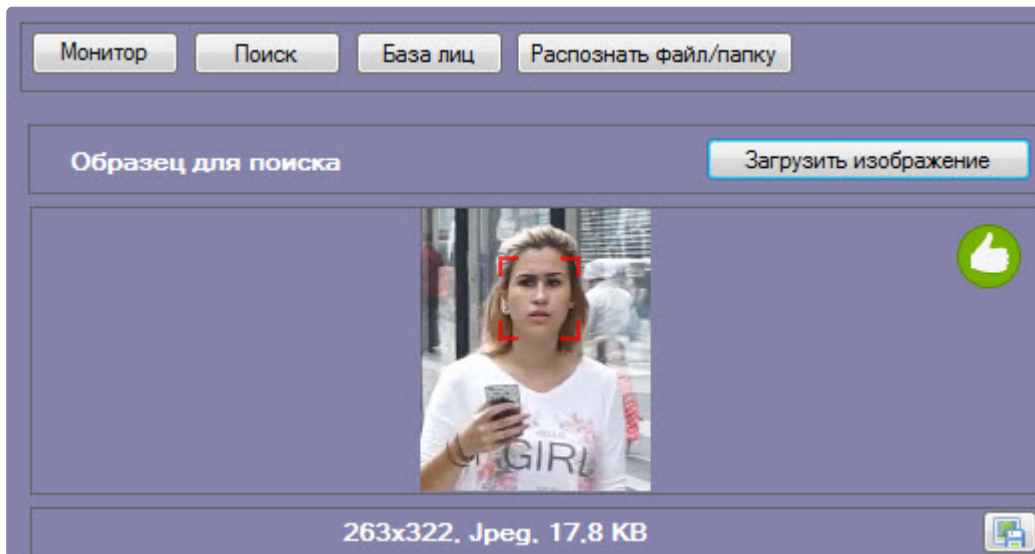 Монитор Поиск База лиц Распознать файл/папку
Образец для поиска Загрузить изображение
GIRL
263x322, Jpeg, 17,8 KB